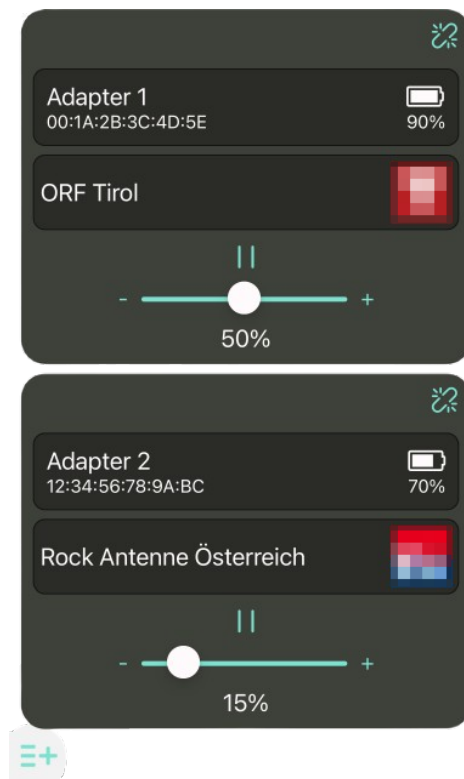 Adapter 1
00:1A:2B:3C:4D:5E
90%
ORF Tirol
- +
50%
Adapter 2
12:34:56:78:9A:BC
70%
Rock Antenne Österreich
- +
15%